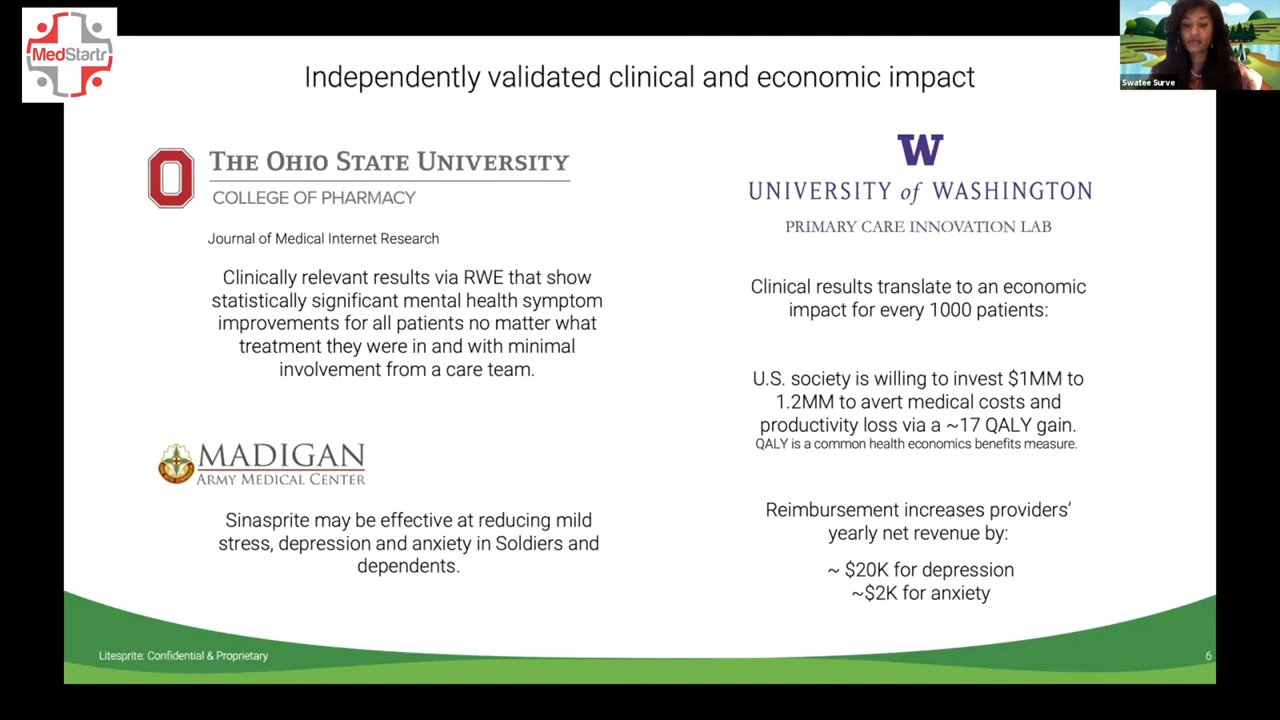 MedStartr
Swatee Surve
Independently validated clinical and economic impact
THE OHIO STATE UNIVERSITY
COLLEGE OF PHARMACY
Journal of Medical Internet Research
Clinically relevant results via RWE that show
statistically significant mental health symptom
improvements for all patients no matter what
treatment they were in and with minimal
involvement from a care team.
MADIGAN
ARMY MEDICAL CENTER
Sinasprite may be effective at reducing mild
stress, depression and anxiety in Soldiers and
dependents.
W
UNIVERSITY of WASHINGTON
PRIMARY CARE INNOVATION LAB
Clinical results translate to an economic
impact for every 1000 patients:
U.S. society is willing to invest $1MM to
1.2MM to avert medical costs and
productivity loss via a ~17 QALY gain.
QALY is a common health economics benefits measure.
Reimbursement increases providers’
yearly net revenue by:
~ $20K for depression
~$2K for anxiety
Litesprite: Confidential & Proprietary
6